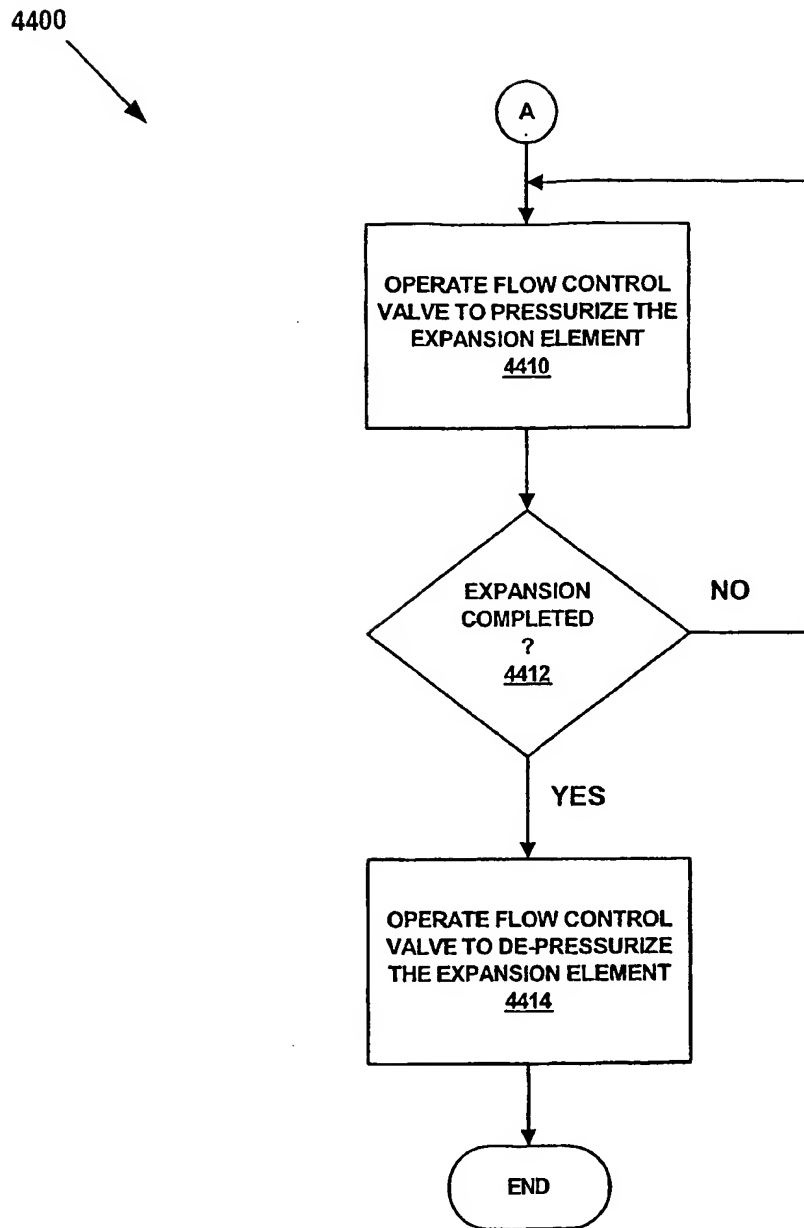 4400
A
OPERATE FLOW CONTROL
VALVE TO PRESSURIZE THE
EXPANSION ELEMENT
4410
EXPANSION
COMPLETED
?
4412
NO
YES
OPERATE FLOW CONTROL
VALVE TO DE-PRESSURIZE
THE EXPANSION ELEMENT
4414
END